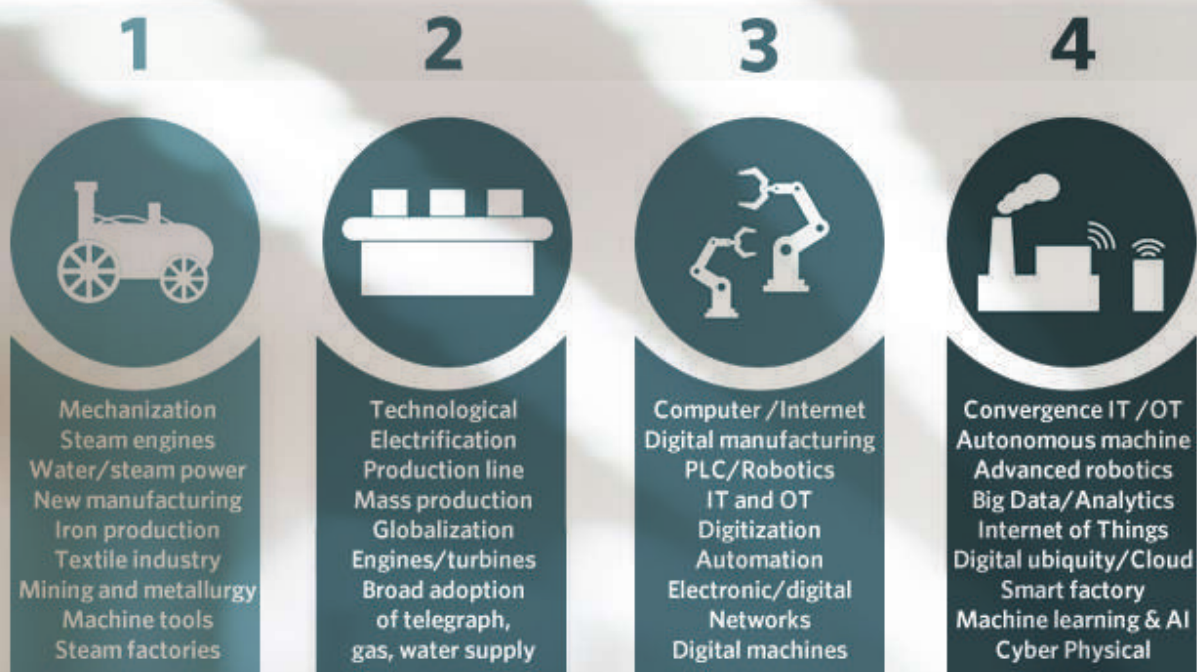 1
2
3
4
Mechanization
Steam engines
Water/steam power
New manufacturing
Iron production
Textile industry
Mining and metallurgy
Machine tools
Steam factories
Technological
Electrification
Production line
Mass production
Globalization
Engines/turbines
Broad adoption
of telegraph,
gas, water supply
Computer /Internet
Digital manufacturing
PLC/Robotics
IT and OT
Digitization
Automation
Electronic/digital
Networks
Digital machines
Convergence IT /OT
Autonomous machine
Advanced robotics
Big Data/Analytics
Internet of Things
Digital ubiquity/Cloud
Smart factory
Machine learning & AI
Cyber Physical